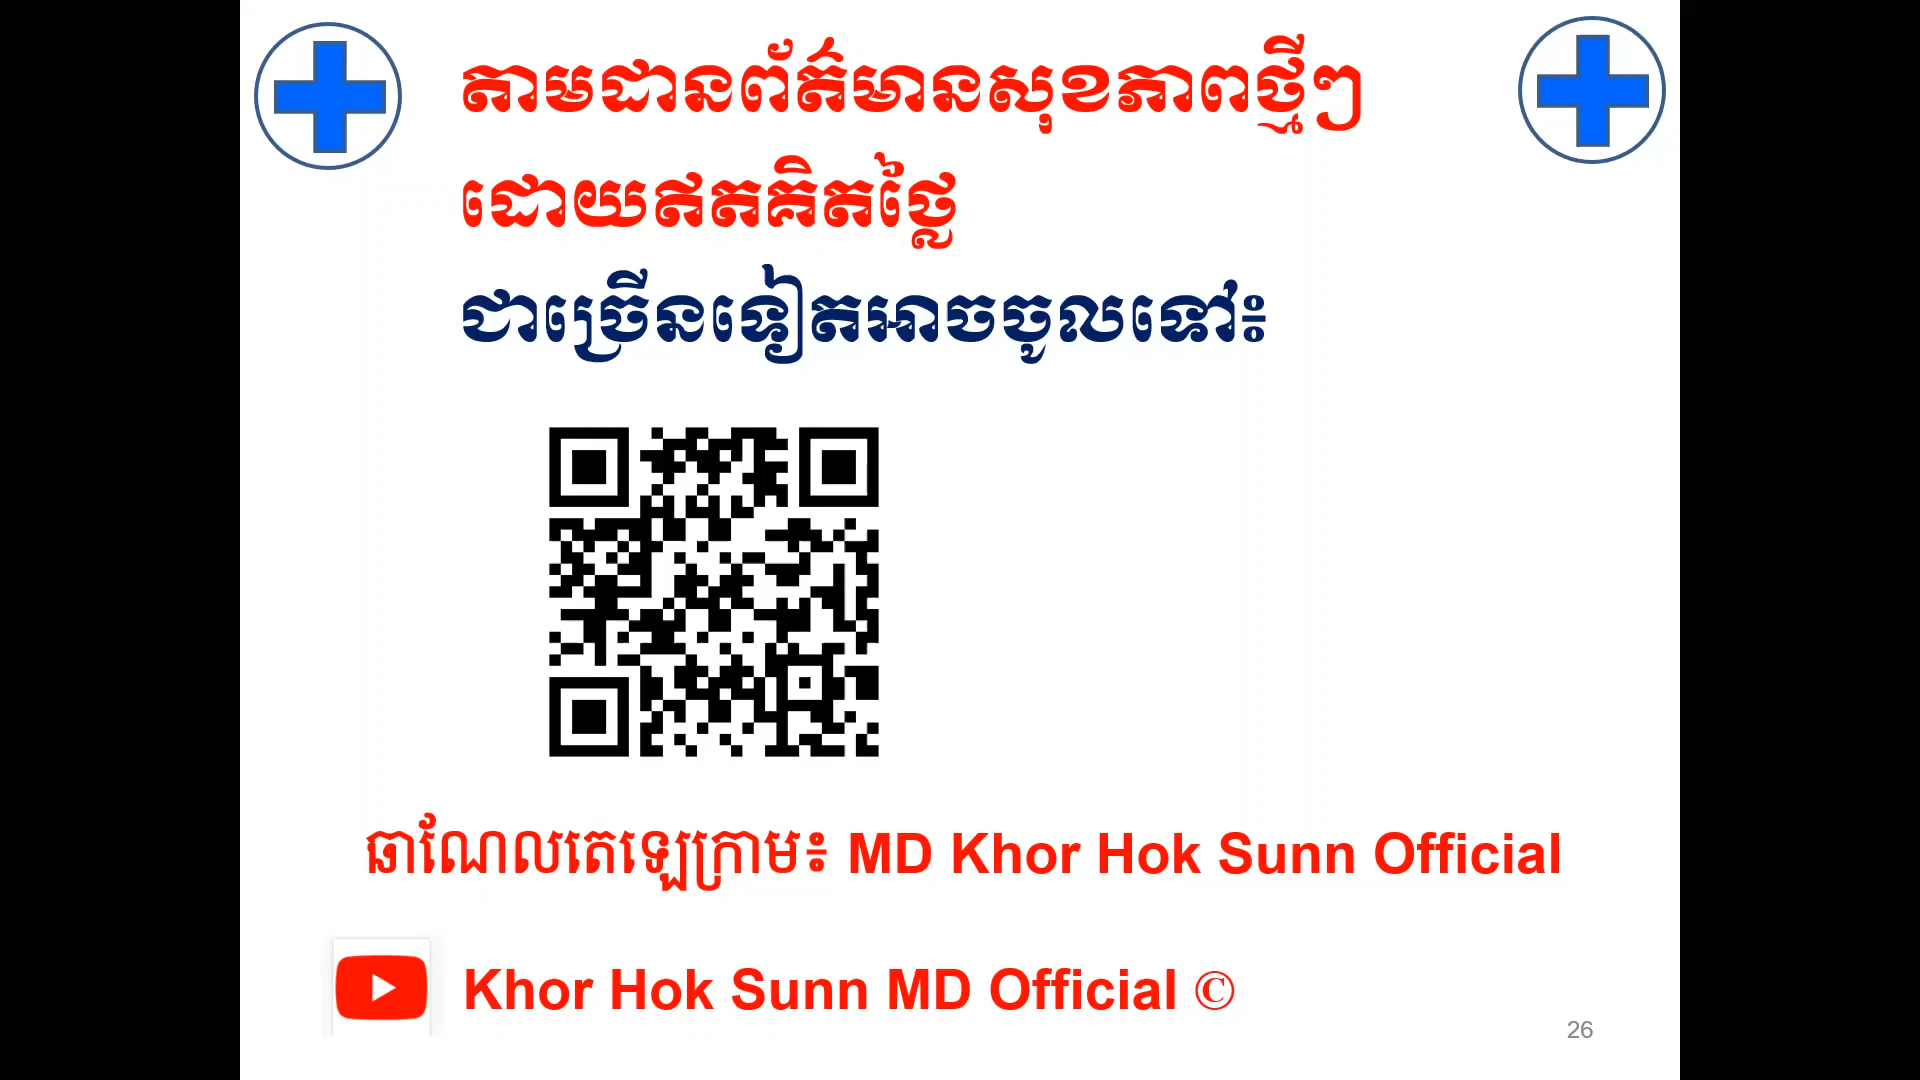 តាមដានព័ត៌មានសុខភាពថ្មីៗ
ដោយឥតគិតថ្លៃ
ជាច្រើនទៀតអាចចូលទៅ៖
ឆាណែលតេឡេក្រាម៖ MD Khor Hok Sunn Official
Khor Hok Sunn MD Official ©
26